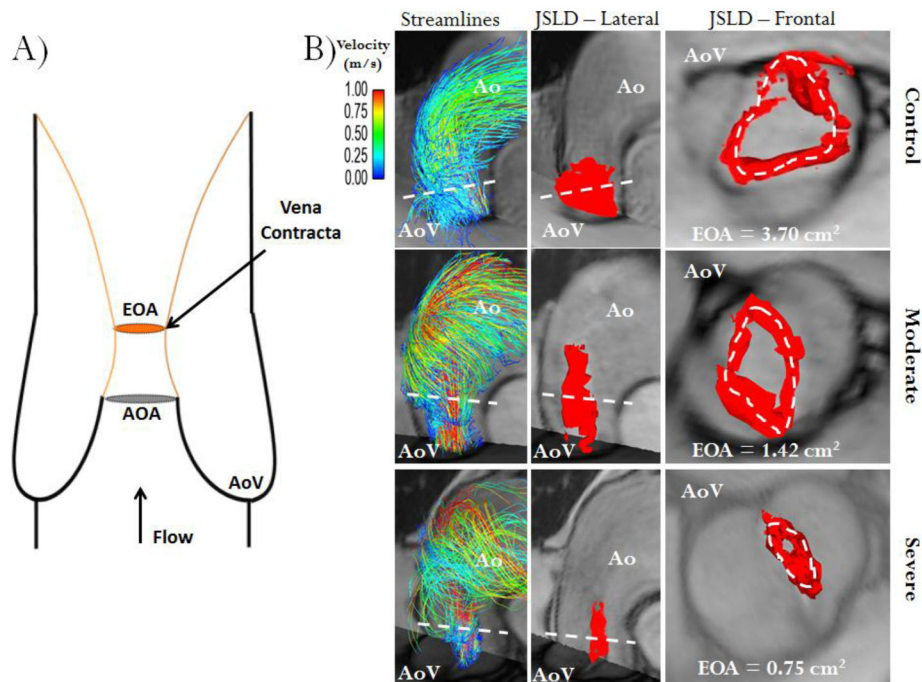 A)
Vena
Contracta
EOA
AOA
AoV
Flow
B)
Velocity
(m/s)
1.00
0.75
0.50
0.25
0.00
Streamlines
JSLD – Lateral
JSLD – Frontal
Ao
AoV
Ao
AoV
AoV
EOA = 3.70 cm²
Control
Ao
AoV
Ao
AoV
AoV
EOA = 1.42 cm²
Moderate
Ao
AoV
Ao
AoV
AoV
EOA = 0.75 cm²
Severe